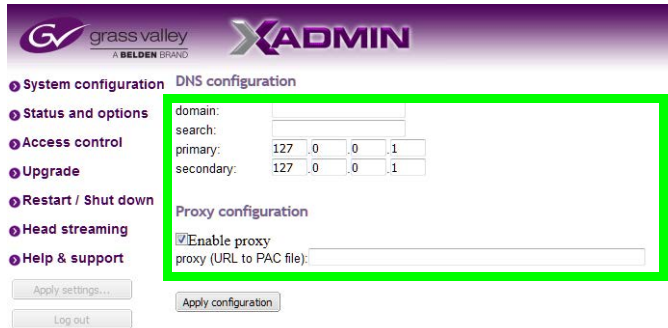 GV grass valley
A BELDEN BRAND
XADMIN
System configuration
Status and options
Access control
Upgrade
Restart / Shut down
Head streaming
Help & support
Apply settings...
Log out
DNS configuration
domain:
search:
primary: 127 .0 .0 .1
secondary: 127 .0 .0 .1
Proxy configuration
Enable proxy
proxy (URL to PAC file):
Apply configuration